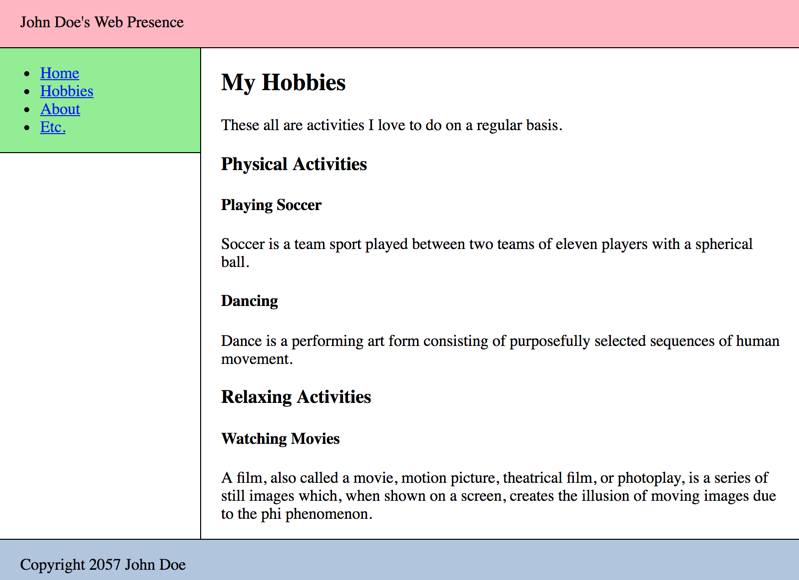 John Doe's Web Presence
Home
Hobbies
About
Etc.
My Hobbies
These all are activities I love to do on a regular basis.
Physical Activities
Playing Soccer
Soccer is a team sport played between two teams of eleven players with a spherical
ball.
Dancing
Dance is a performing art form consisting of purposefully selected sequences of human
movement.
Relaxing Activities
Watching Movies
A film, also called a movie, motion picture, theatrical film, or photoplay, is a series of
still images which, when shown on a screen, creates the illusion of moving images due
to the phi phenomenon.
Copyright 2057 John Doe